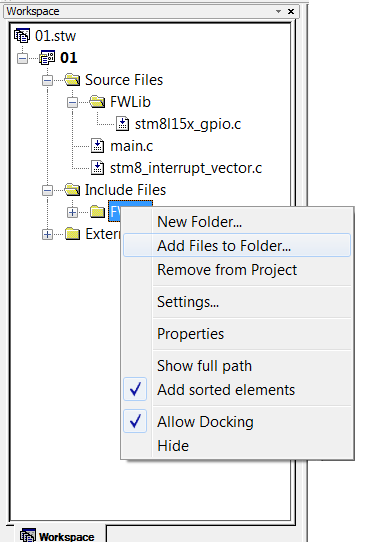 Workspace
01.stw
01
Source Files
FWLib
stm8l15x_gpio.c
main.c
stm8_interrupt_vector.c
Include Files
Extern
New Folder...
Add Files to Folder...
Remove from Project
Settings...
Properties
Show full path
Add sorted elements
Allow Docking
Hide
Workspace